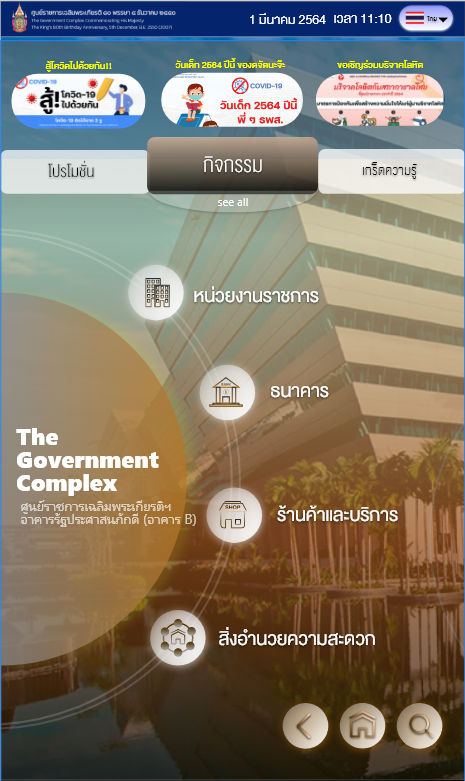 ศูนย์ราชการเฉลิมพระเกียรติ ๘๐ พรรษา ๕ ธันวาคม ๒๕๕๐
The Government Complex Commemorating His Majesty
The King's 80th Birthday Anniversary, 5th December, B.E. 2550 (2007)
1 มีนาคม 2564 เวลา 11:10
ไทย
สู้โควิดไปด้วยกัน!!
วันเด็ก 2564 ปีนี้ ของดจัดนะจ๊ะ
ขอเชิญร่วมบริจาคโลหิต
COVID-19
สู้! โควิด-19
ไปด้วยกัน
COVID-19
วันเด็ก 2564 ปีนี้
พี่ ๆ รพส.
โปรโมชั่น
กิจกรรม
เกร็ดความรู้
see all
หน่วยงานราชการ
BANK
ธนาคาร
The
Government
Complex
ศูนย์ราชการเฉลิมพระเกียรติฯ
อาคารรัฐประศาสนภักดี (อาคาร B)
SHOP
ร้านค้าและบริการ
สิ่งอำนวยความสะดวก